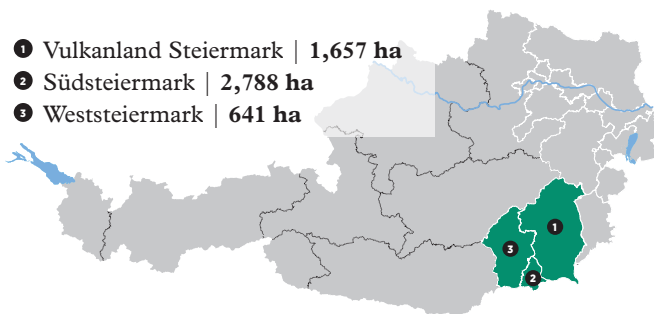 1 Vulkanland Steiermark | 1,657 ha
2 Südsteiermark | 2,788 ha
3 Weststeiermark | 641 ha
1
3
2